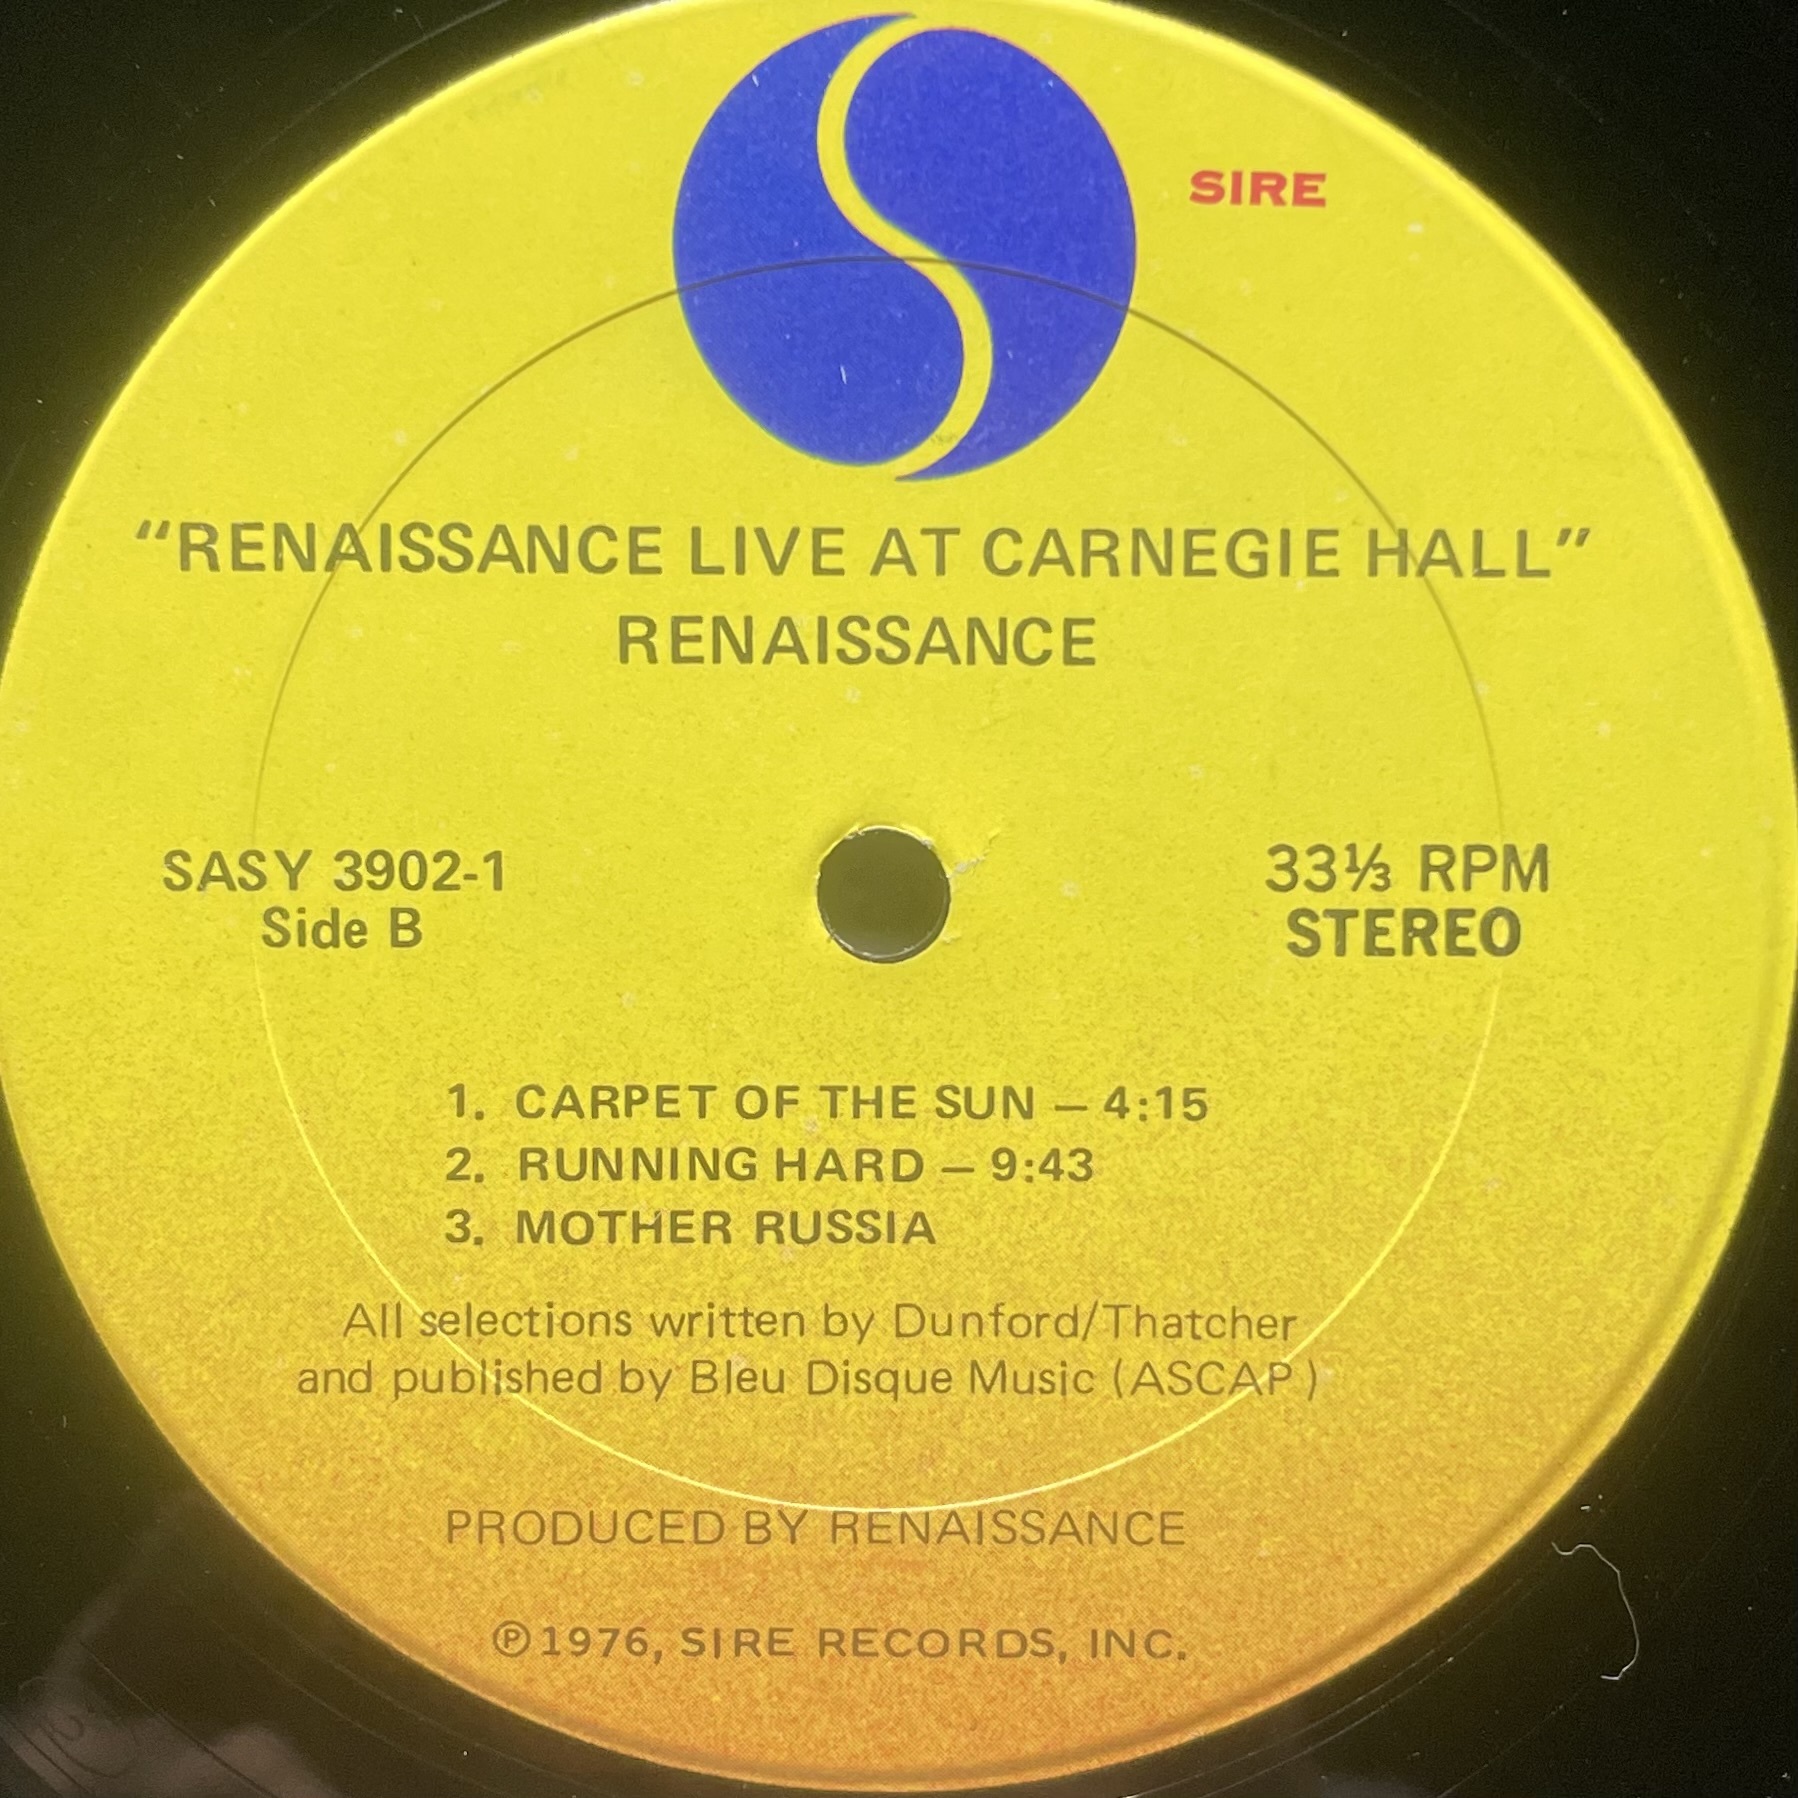 SIRE
"RENAISSANCE LIVE AT CARNEGIE HALL"
RENAISSANCE
SASY 3902-1
Side B
33⅓ RPM
STEREO
1. CARPET OF THE SUN – 4:15
2. RUNNING HARD – 9:43
3. MOTHER RUSSIA
All selections written by Dunford/Thatcher
and published by Bleu Disque Music (ASCAP)
PRODUCED BY RENAISSANCE
℗1976, SIRE RECORDS, INC.